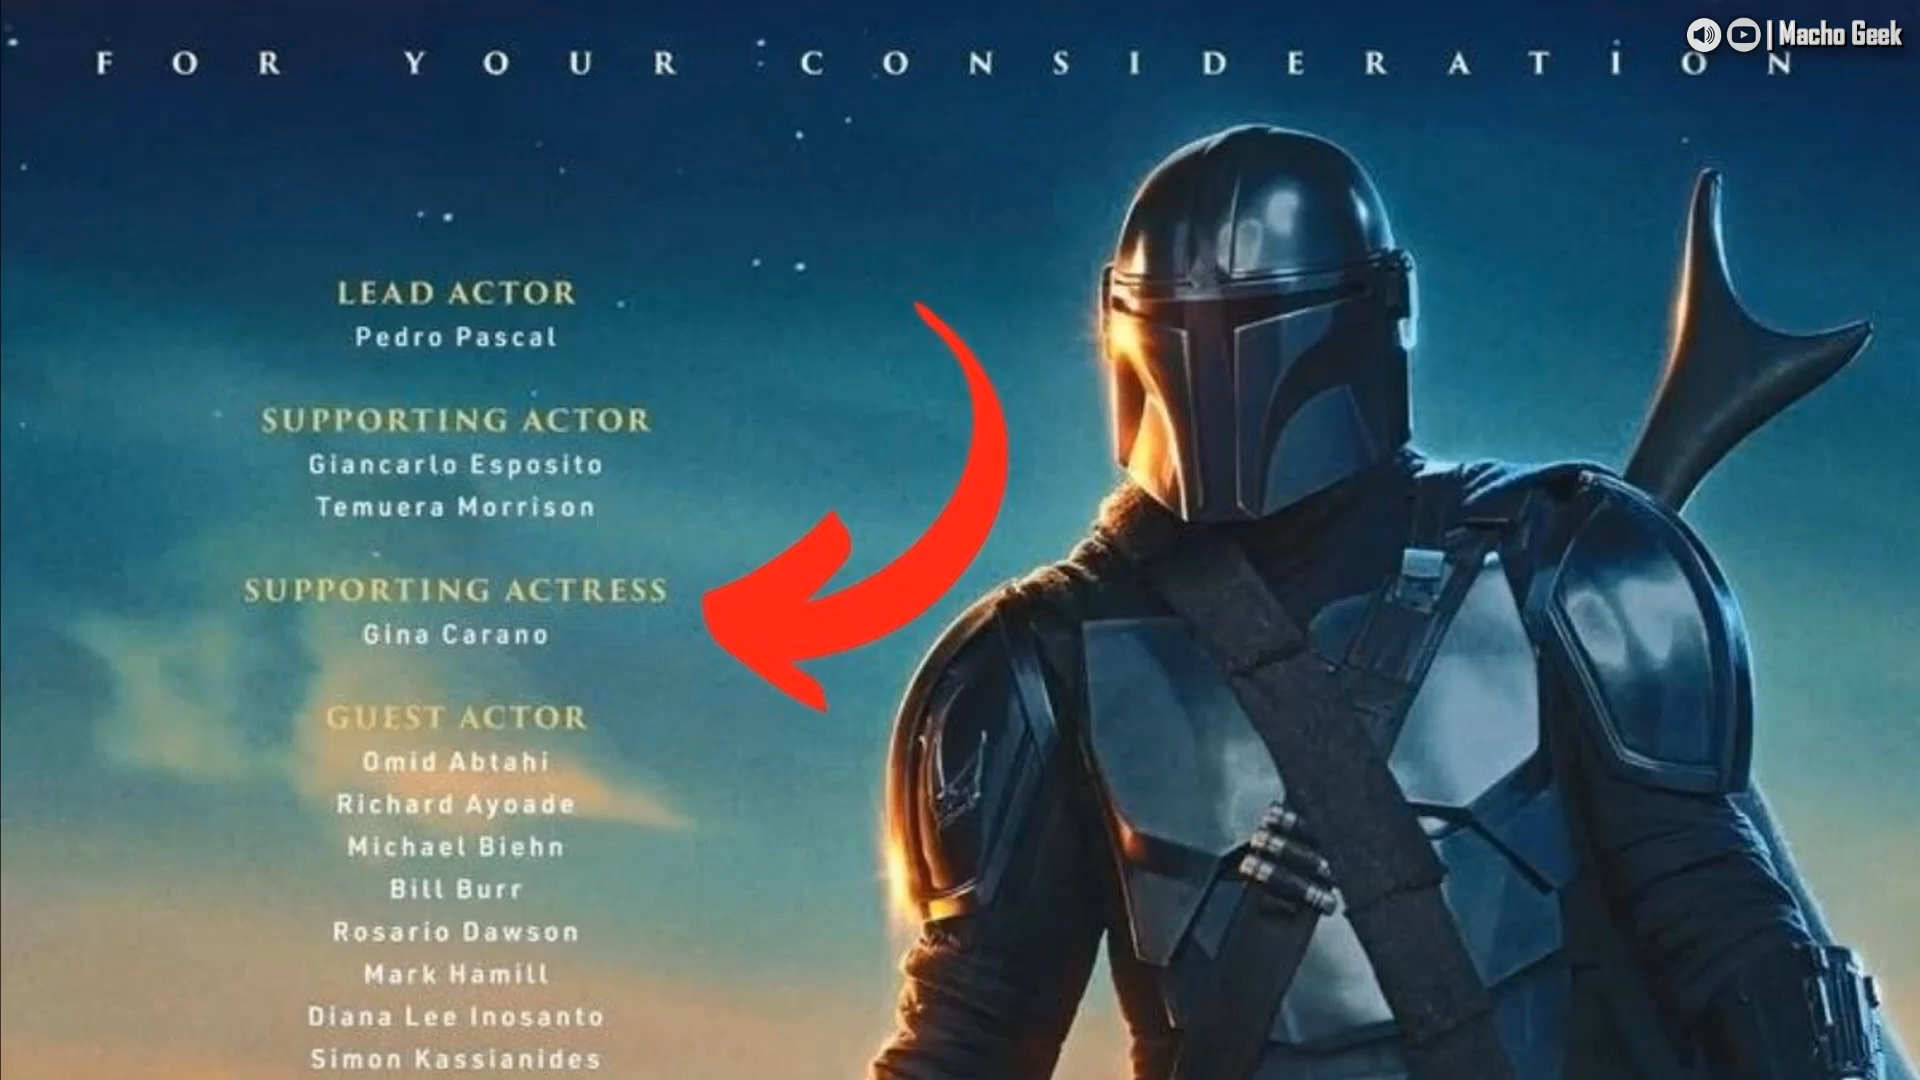 | Macho Geek
FOR YOUR CONSIDERATION
LEAD ACTOR
Pedro Pascal
SUPPORTING ACTOR
Giancarlo Esposito
Temuera Morrison
SUPPORTING ACTRESS
Gina Carano
GUEST ACTOR
Omid Abtahi
Richard Ayoade
Michael Biehn
Bill Burr
Rosario Dawson
Mark Hamill
Diana Lee Inosanto
Simon Kassianides